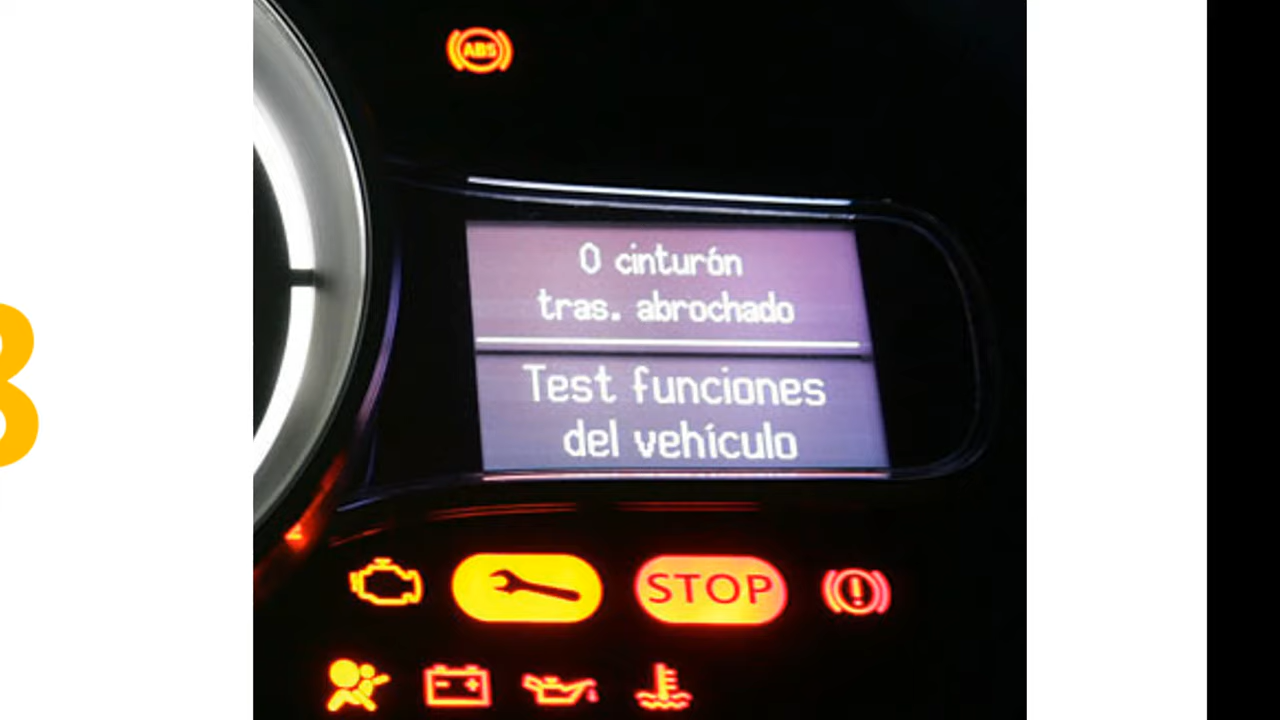 ABS
0 cinturón
tras. abrochado
Test funciones
del vehículo
STOP